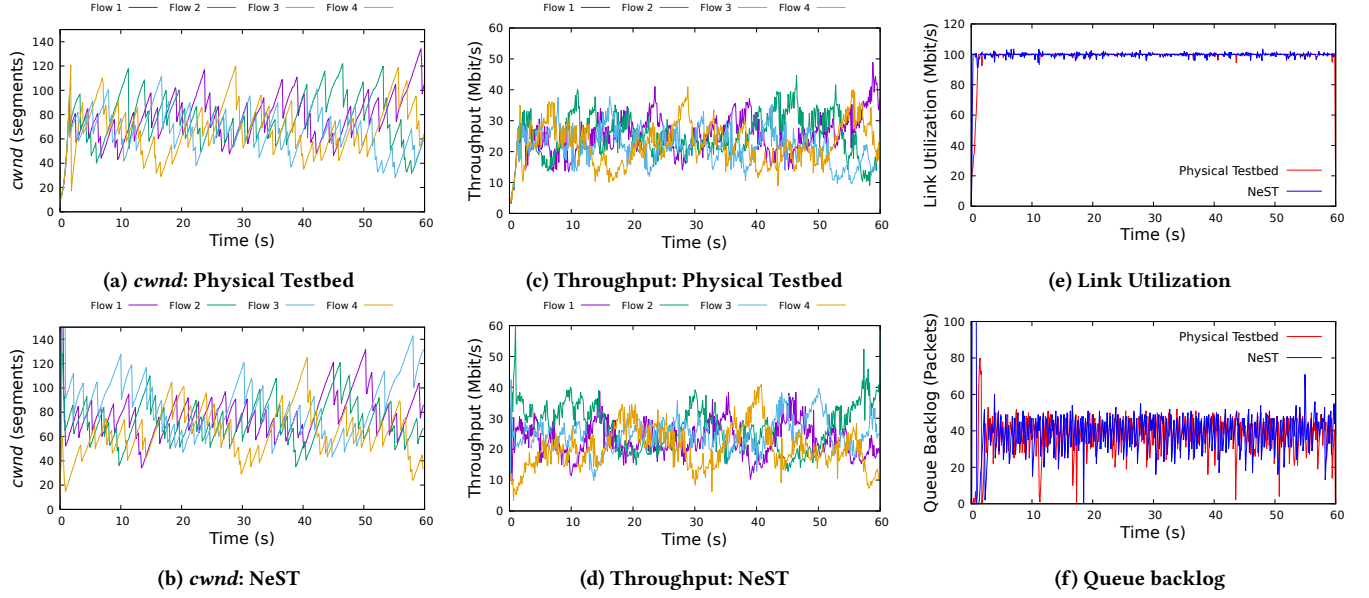 Flow 1 Flow 2 Flow 3 Flow 4
140
120
100
80
60
40
20
0
cwnd (segments)
0 10 20 30 40 50 60
Time (s)
(a) cwnd: Physical Testbed
Flow 1 Flow 2 Flow 3 Flow 4
60
50
40
30
20
10
0
Throughput (Mbit/s)
0 10 20 30 40 50 60
Time (s)
(c) Throughput: Physical Testbed
120
100
80
60
40
20
0
Link Utilization (Mbit/s)
Physical Testbed
NeST
0 10 20 30 40 50 60
Time (s)
(e) Link Utilization
Flow 1 Flow 2 Flow 3 Flow 4
140
120
100
80
60
40
20
0
cwnd (segments)
0 10 20 30 40 50 60
Time (s)
(b) cwnd: NeST
Flow 1 Flow 2 Flow 3 Flow 4
60
50
40
30
20
10
0
Throughput (Mbit/s)
0 10 20 30 40 50 60
Time (s)
(d) Throughput: NeST
100
80
60
40
20
0
Queue Backlog (Packets)
Physical Testbed
NeST
0 10 20 30 40 50 60
Time (s)
(f) Queue backlog